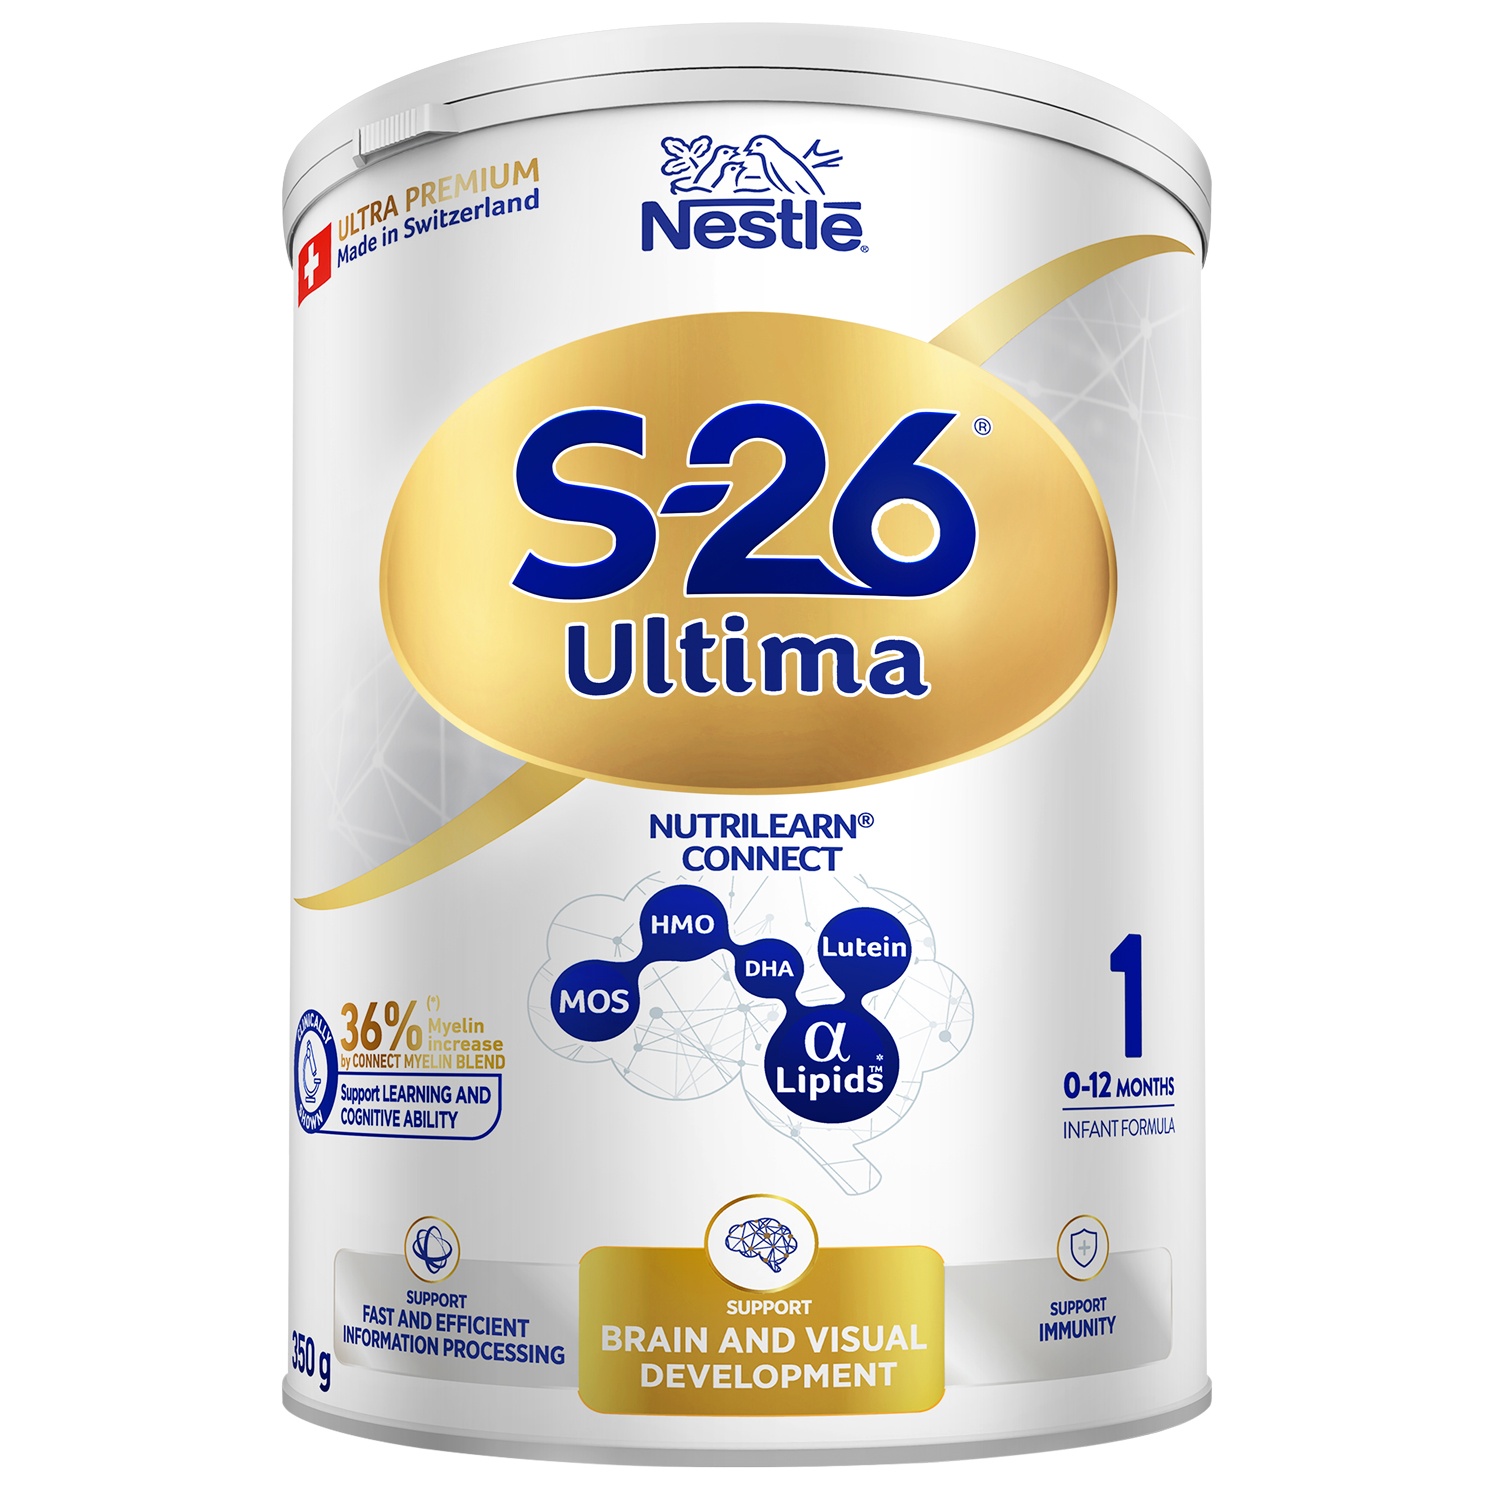 ULTRA PREMIUM
Made in Switzerland
Nestlé®
S-26®
Ultima
NUTRILEARN®
CONNECT
HMO
MOS
DHA
Lutein
α
Lipids™*
CLINICALLY
SHOWN
36%(*)
Myelin
increase
by CONNECT MYELIN BLEND
Support LEARNING AND
COGNITIVE ABILITY
1
0-12 MONTHS
INFANT FORMULA
SUPPORT
FAST AND EFFICIENT
INFORMATION PROCESSING
SUPPORT
BRAIN AND VISUAL
DEVELOPMENT
SUPPORT
IMMUNITY
350 g